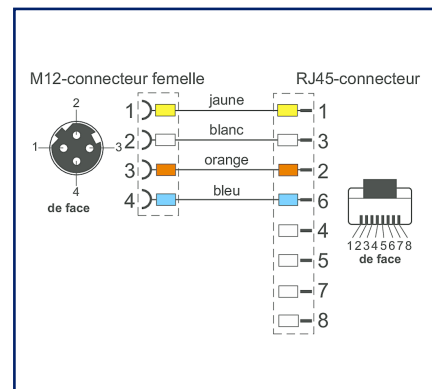 M12-connecteur femelle
RJ45-connecteur
2
1
3
4
de face
1 jaune 1
2 blanc 3
3 orange 2
4 bleu 6
4
5
7
8
12345678
de face